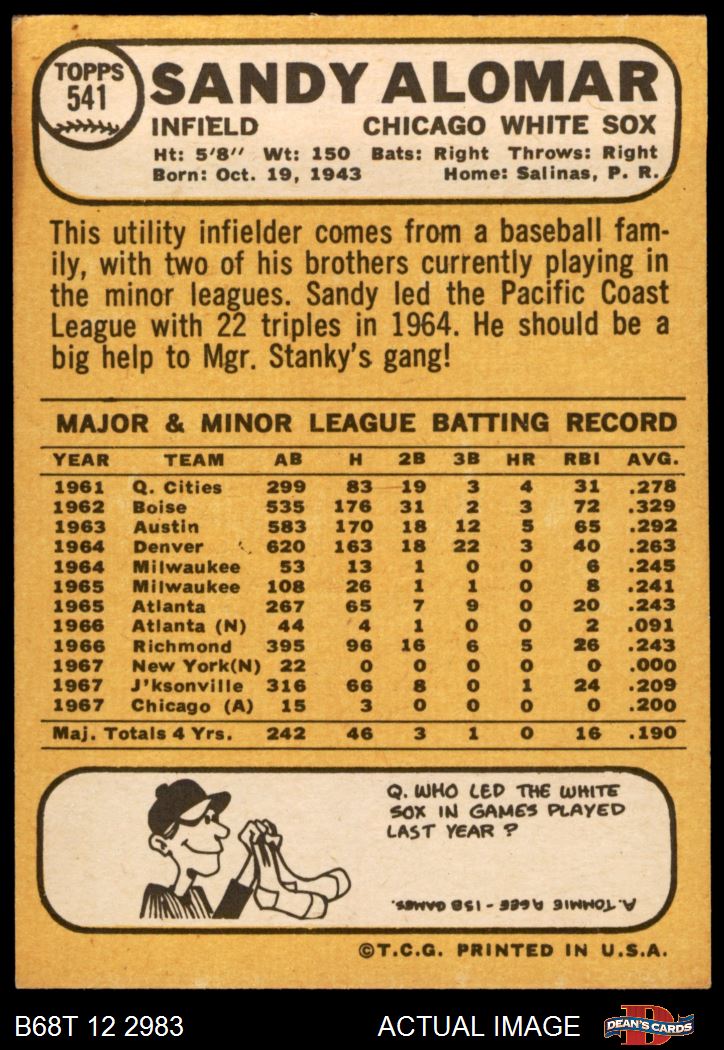 TOPPS
541
SANDY ALOMAR
INFIELD CHICAGO WHITE SOX
Ht: 5'8'' Wt: 150 Bats: Right Throws: Right
Born: Oct. 19, 1943 Home: Salinas, P. R.
This utility infielder comes from a baseball fam-
ily, with two of his brothers currently playing in
the minor leagues. Sandy led the Pacific Coast
League with 22 triples in 1964. He should be a
big help to Mgr. Stanky's gang!
MAJOR & MINOR LEAGUE BATTING RECORD
YEAR TEAM AB H 2B 3B HR RBI AVG.
1961 Q. Cities 299 83 19 3 4 31 .278
1962 Boise 535 176 31 2 3 72 .329
1963 Austin 583 170 18 12 5 65 .292
1964 Denver 620 163 18 22 3 40 .263
1964 Milwaukee 53 13 1 0 0 6 .245
1965 Milwaukee 108 26 1 1 0 8 .241
1965 Atlanta 267 65 7 9 0 20 .243
1966 Atlanta (N) 44 4 1 0 0 2 .091
1966 Richmond 395 96 16 6 5 26 .243
1967 New York(N) 22 0 0 0 0 0 .000
1967 J'ksonville 316 66 8 0 1 24 .209
1967 Chicago (A) 15 3 0 0 0 0 .200
Maj. Totals 4 Yrs. 242 46 3 1 0 16 .190
Q. WHO LED THE WHITE
SOX IN GAMES PLAYED
LAST YEAR ?
A. TOMMIE AGEE - 158 GAMES.
©T.C.G. PRINTED IN U.S.A.
B68T 12 2983 ACTUAL IMAGE
D
DEAN'S CARDS